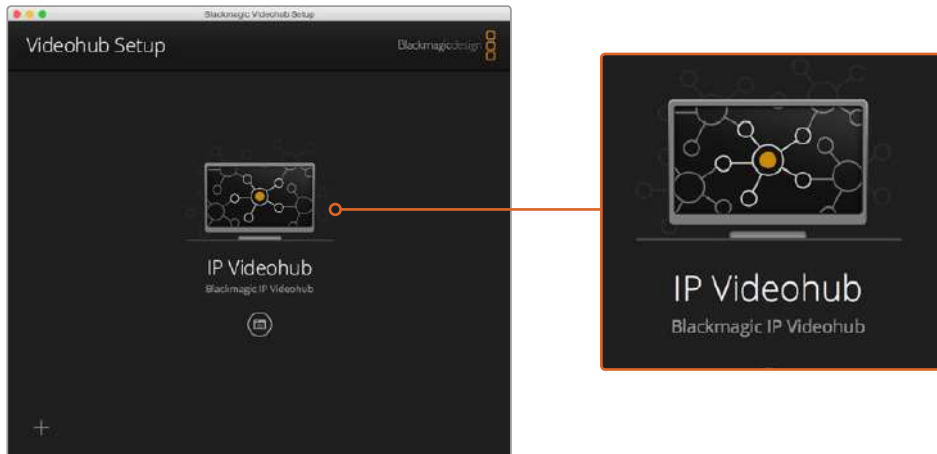 Blackmagic Videohub Setup
Videohub Setup
Blackmagicdesign
IP Videohub
Blackmagic IP Videohub
IP Videohub
Blackmagic IP Videohub